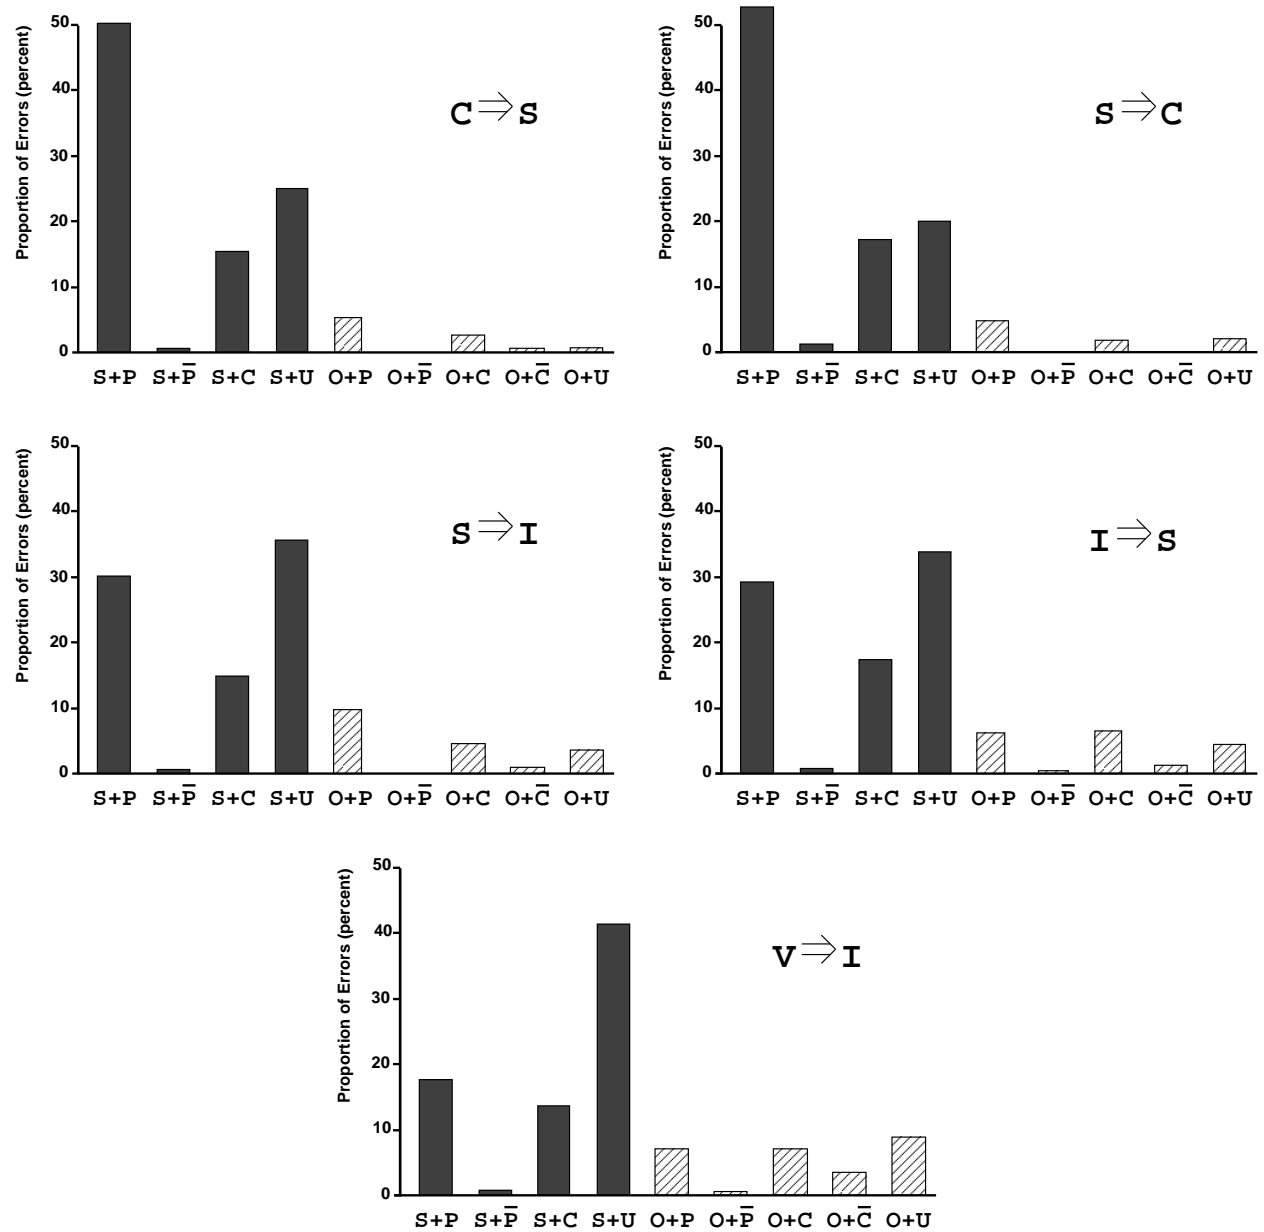 Proportion of Errors (percent)
50
40
30
20
10
0
C ⇒ S
S+P S+P̅ S+C S+U O+P O+P̅ O+C O+C̅ O+U
Proportion of Errors (percent)
50
40
30
20
10
0
S ⇒ C
S+P S+P̅ S+C S+U O+P O+P̅ O+C O+C̅ O+U
Proportion of Errors (percent)
50
40
30
20
10
0
S ⇒ I
S+P S+P̅ S+C S+U O+P O+P̅ O+C O+C̅ O+U
Proportion of Errors (percent)
50
40
30
20
10
0
I ⇒ S
S+P S+P̅ S+C S+U O+P O+P̅ O+C O+C̅ O+U
Proportion of Errors (percent)
50
40
30
20
10
0
V ⇒ I
S+P S+P̅ S+C S+U O+P O+P̅ O+C O+C̅ O+U